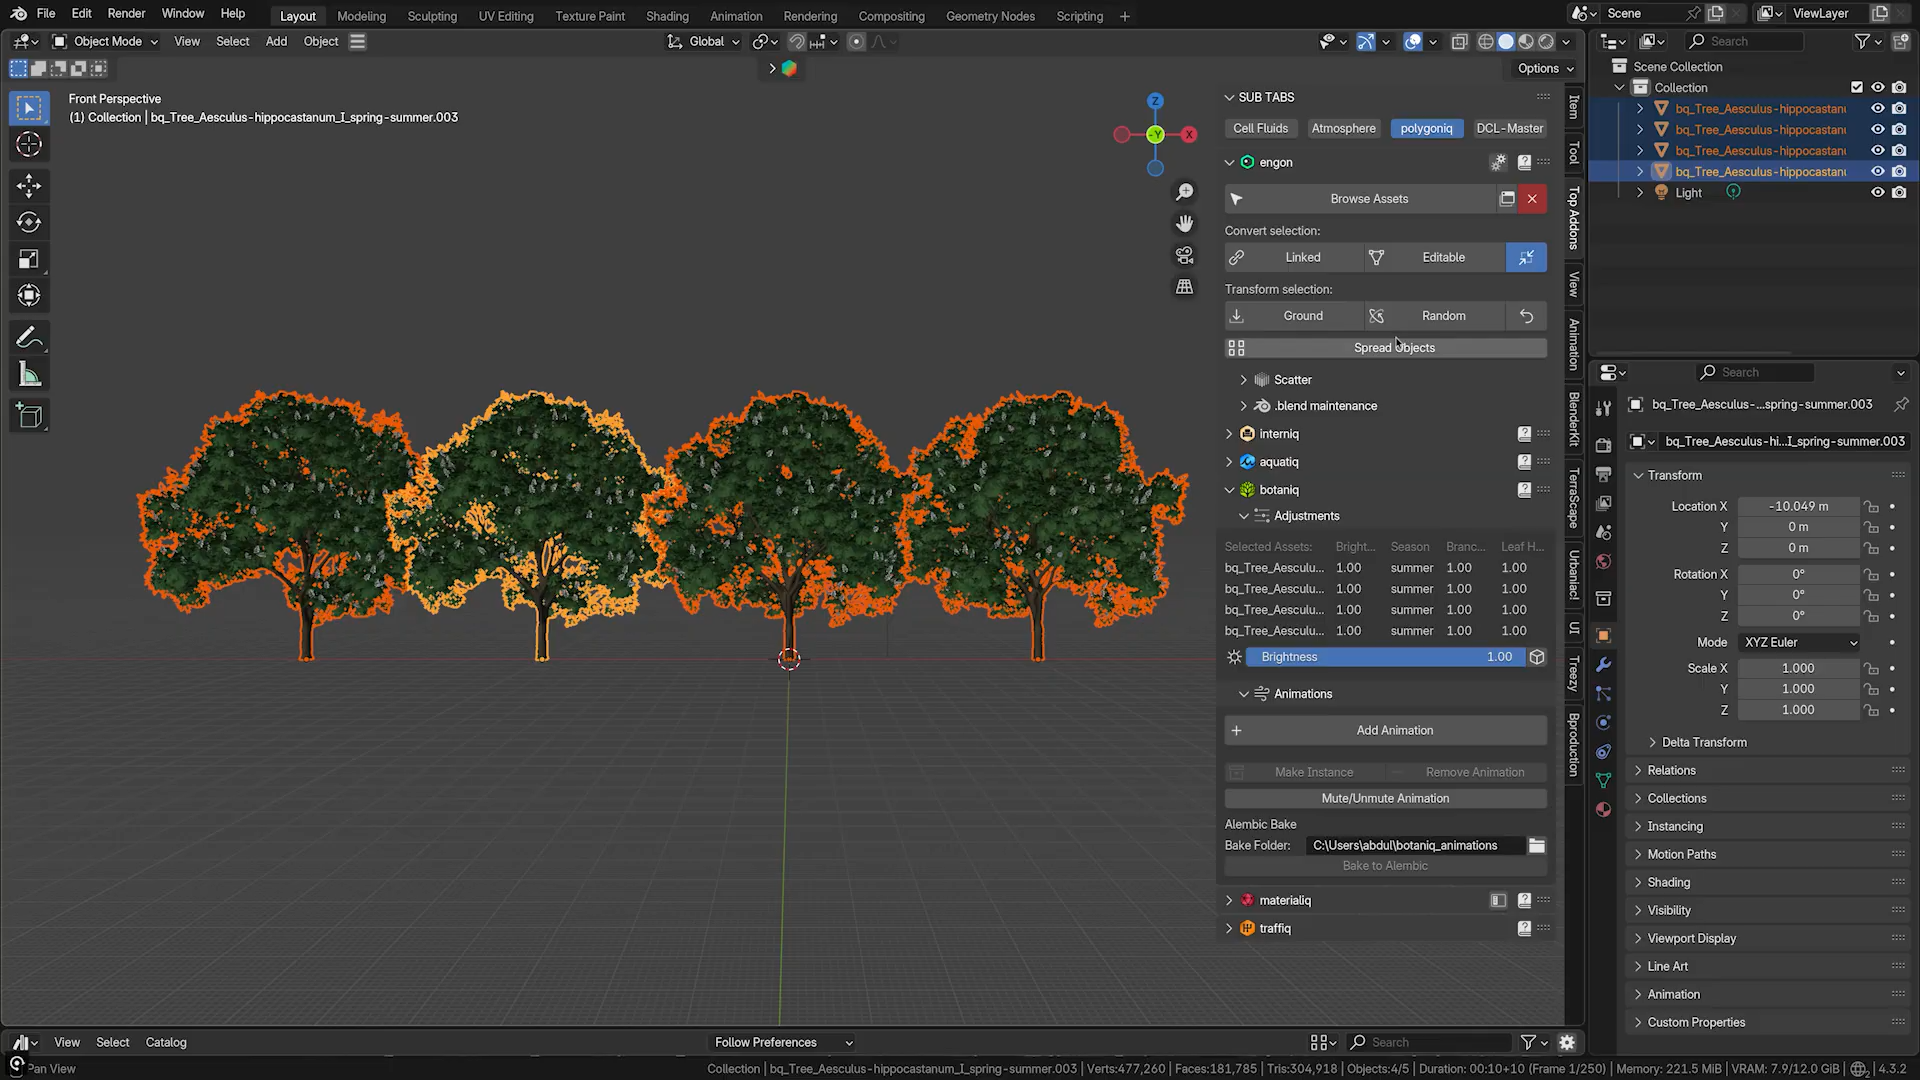 File Edit Render Window Help Layout Modeling Sculpting UV Editing Texture Paint Shading Animation Rendering Compositing Geometry Nodes Scripting + Scene ViewLayer
Object Mode View Select Add Object Global Search
Options
Front Perspective
(1) Collection | bq_Tree_Aesculus-hippocastanum_I_spring-summer.003
Z
-Y
X
SUB TABS
Cell Fluids Atmosphere polygoniq DCL-Master
engon
Browse Assets
Convert selection:
Linked Editable
Transform selection:
Ground Random
Spread Objects
Scatter
.blend maintenance
interniq
aquatiq
botaniq
Adjustments
Selected Assets: Bright... Season Branc... Leaf H...
bq_Tree_Aesculu... 1.00 summer 1.00 1.00
bq_Tree_Aesculu... 1.00 summer 1.00 1.00
bq_Tree_Aesculu... 1.00 summer 1.00 1.00
bq_Tree_Aesculu... 1.00 summer 1.00 1.00
Brightness 1.00
Animations
Add Animation
Make Instance Remove Animation
Mute/Unmute Animation
Alembic Bake
Bake Folder: C:\Users\abdul\botaniq_animations
Bake to Alembic
materialiq
traffiq
Item
Tool
Top Addons
View
Animation
BlenderKit
TerraScape
Urbaniac!
UI
Treezy
Bproduction
Scene Collection
Collection
bq_Tree_Aesculus-hippocastanu
bq_Tree_Aesculus-hippocastanu
bq_Tree_Aesculus-hippocastanu
bq_Tree_Aesculus-hippocastanu
Light
Search
bq_Tree_Aesculus-...spring-summer.003
bq_Tree_Aesculus-hi...I_spring-summer.003
Transform
Location X -10.049 m
Y 0 m
Z 0 m
Rotation X 0°
Y 0°
Z 0°
Mode XYZ Euler
Scale X 1.000
Y 1.000
Z 1.000
Delta Transform
Relations
Collections
Instancing
Motion Paths
Shading
Visibility
Viewport Display
Line Art
Animation
Custom Properties
View Select Catalog Follow Preferences Search
Pan View Collection | bq_Tree_Aesculus-hippocastanum_I_spring-summer.003 | Verts:477,260 | Faces:181,785 | Tris:304,918 | Objects:4/5 | Duration: 00:10+10 (Frame 1/250) | Memory: 221.5 MiB | VRAM: 7.9/12.0 GiB | 4.3.2